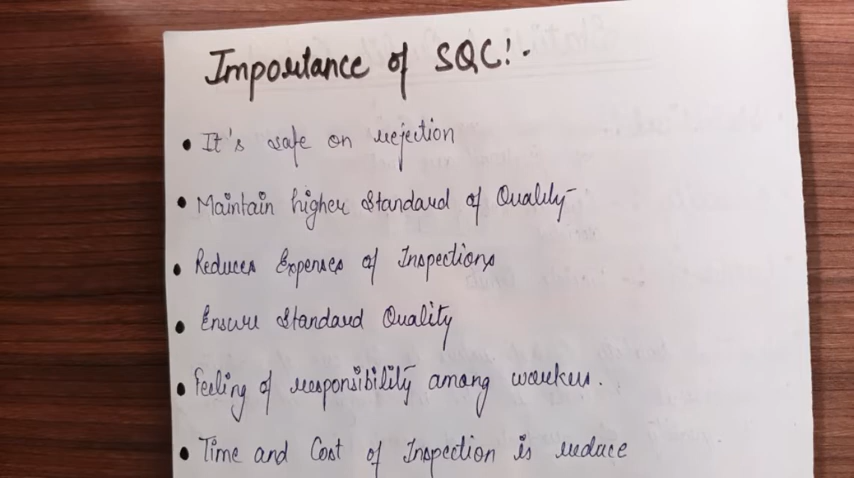 Importance of SQC:-
• It's safe on rejection
• Maintain higher Standard of Quality
• Reduces Expenses of Inspections
• Ensure Standard Quality
• Feeling of responsibility among workers.
• Time and Cost of Inspection is reduce